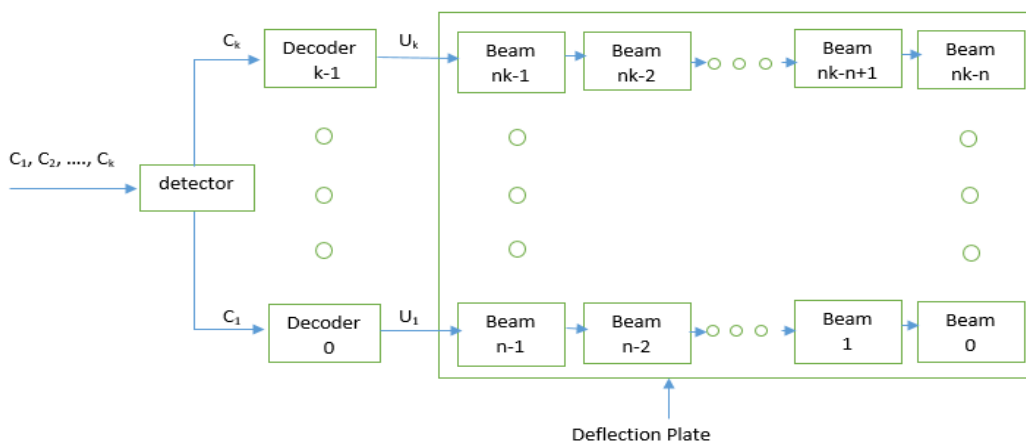 C₁, C₂, ...., Cₖ
detector
Cₖ
Decoder
k-1
Uₖ
Beam
nk-1
Beam
nk-2
Beam
nk-n+1
Beam
nk-n
C₁
Decoder
0
U₁
Beam
n-1
Beam
n-2
Beam
1
Beam
0
Deflection Plate